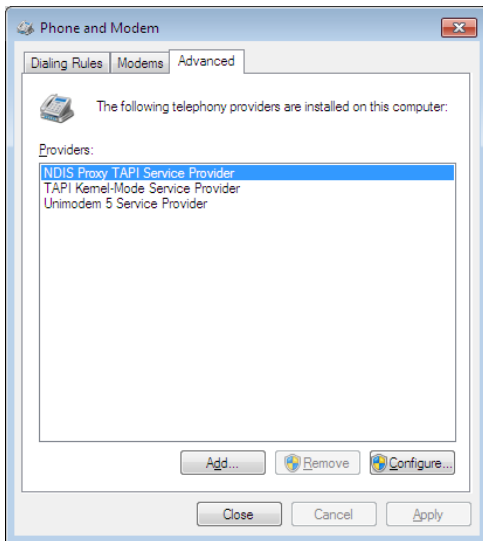 Phone and Modem
Dialing Rules Modems Advanced
The following telephony providers are installed on this computer:
Providers:
NDIS Proxy TAPI Service Provider
TAPI Kernel-Mode Service Provider
Unimodem 5 Service Provider
Add... Remove Configure...
Close Cancel Apply